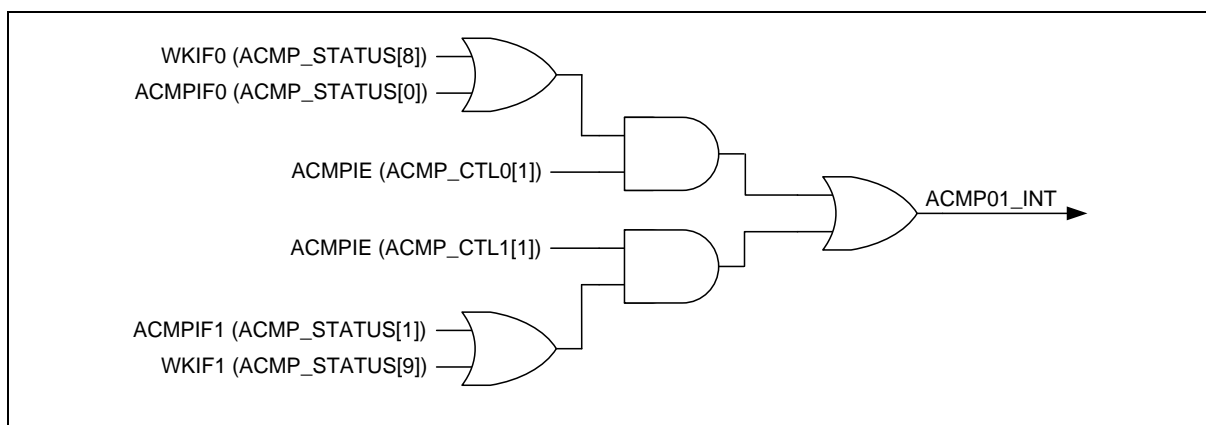 WKIF0 (ACMP_STATUS[8])
ACMPIF0 (ACMP_STATUS[0])
ACMPIE (ACMP_CTL0[1])
ACMP01_INT
ACMPIE (ACMP_CTL1[1])
ACMPIF1 (ACMP_STATUS[1])
WKIF1 (ACMP_STATUS[9])